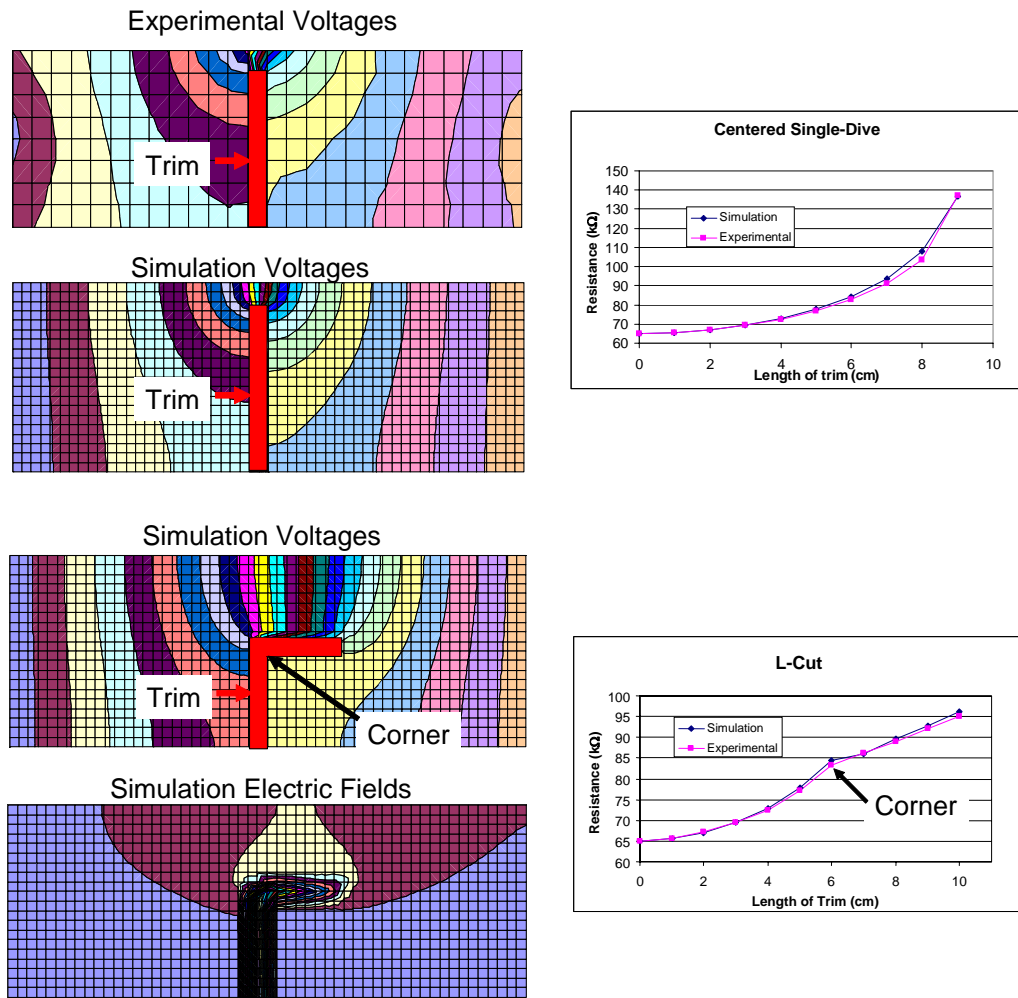 Experimental Voltages
Trim
Simulation Voltages
Trim
Centered Single-Dive
Resistance (kΩ)
150
140
130
120
110
100
90
80
70
60
Simulation
Experimental
0 2 4 6 8 10
Length of trim (cm)
Simulation Voltages
Trim
Corner
Simulation Electric Fields
L-Cut
Resistance (kΩ)
100
95
90
85
80
75
70
65
60
Simulation
Experimental
Corner
0 2 4 6 8 10
Length of Trim (cm)